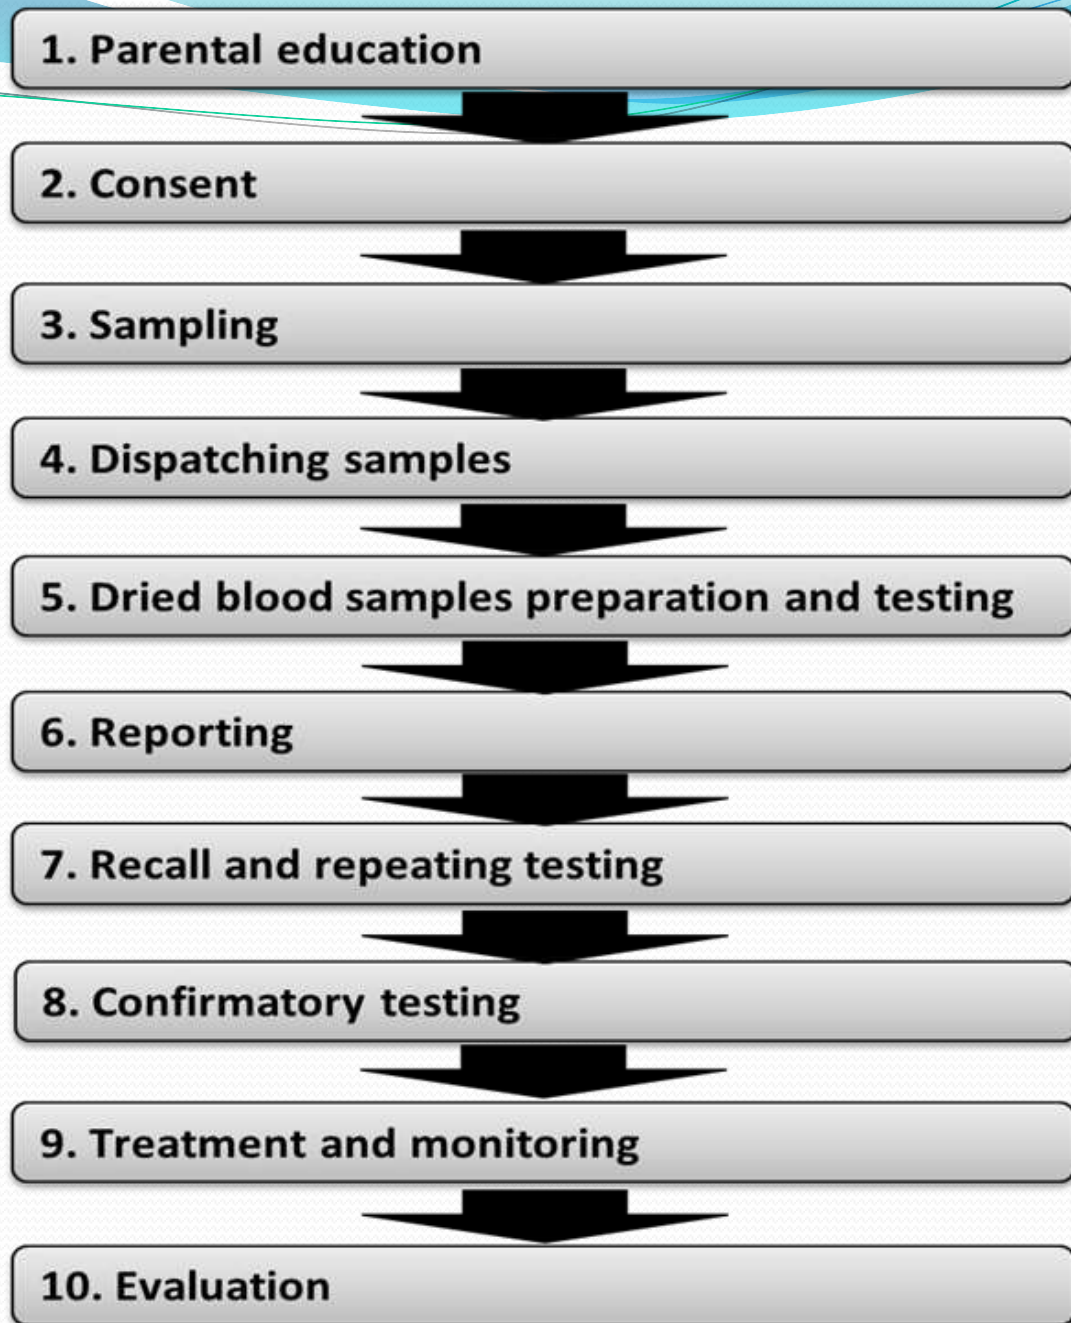 1. Parental education
2. Consent
3. Sampling
4. Dispatching samples
5. Dried blood samples preparation and testing
6. Reporting
7. Recall and repeating testing
8. Confirmatory testing
9. Treatment and monitoring
10. Evaluation